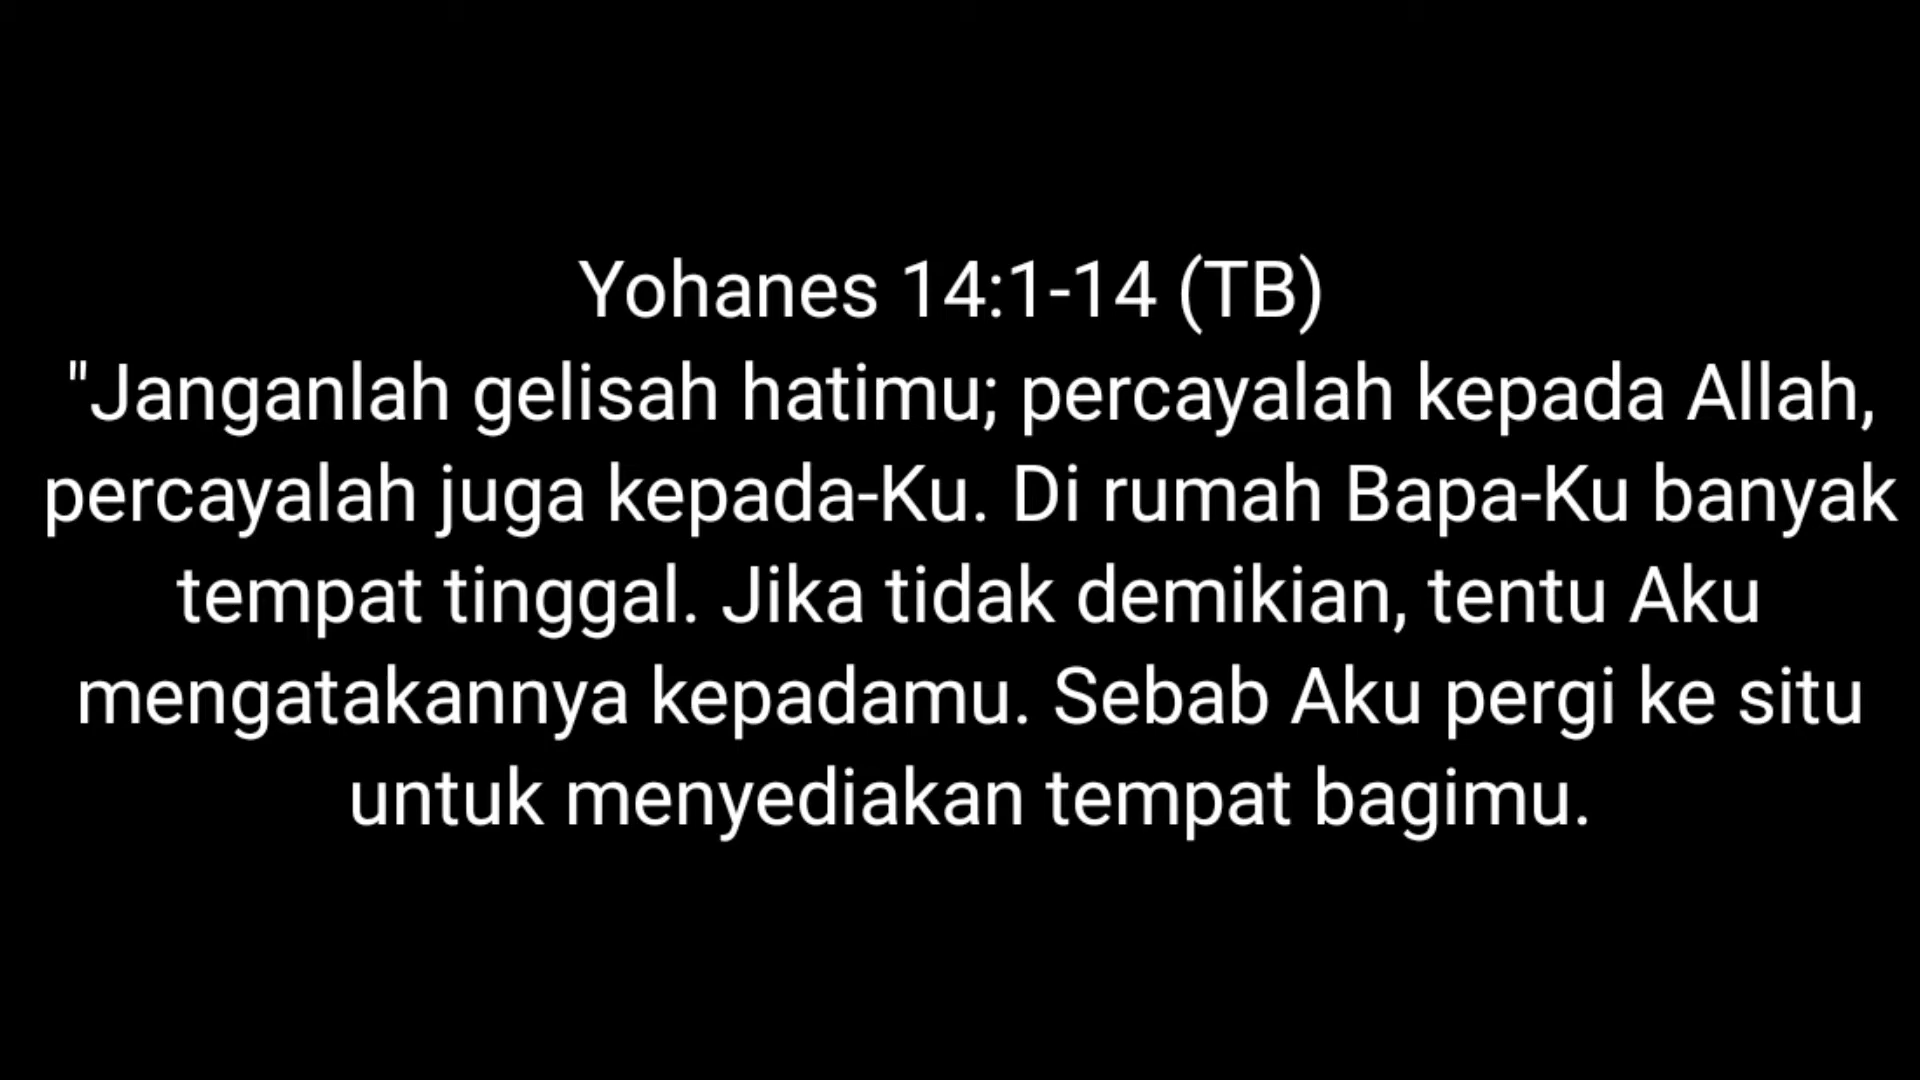 Yohanes 14:1-14 (TB)
"Janganlah gelisah hatimu; percayalah kepada Allah,
percayalah juga kepada-Ku. Di rumah Bapa-Ku banyak
tempat tinggal. Jika tidak demikian, tentu Aku
mengatakannya kepadamu. Sebab Aku pergi ke situ
untuk menyediakan tempat bagimu.